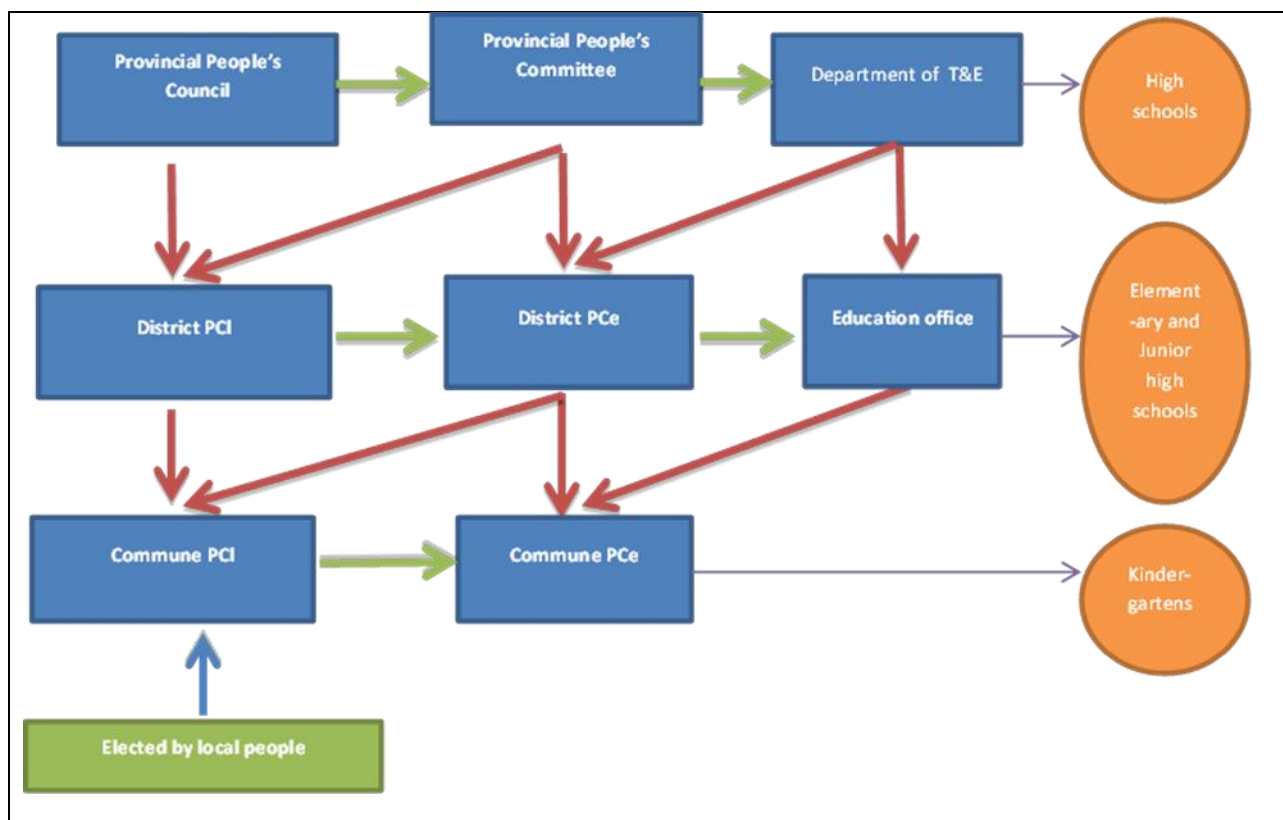 Provincial People's
Council
Provincial People's
Committee
Department of T&E
High
schools
District PCl
District PCe
Education office
Element
-ary and
Junior
high
schools
Commune PCl
Commune PCe
Kinder-
gartens
Elected by local people